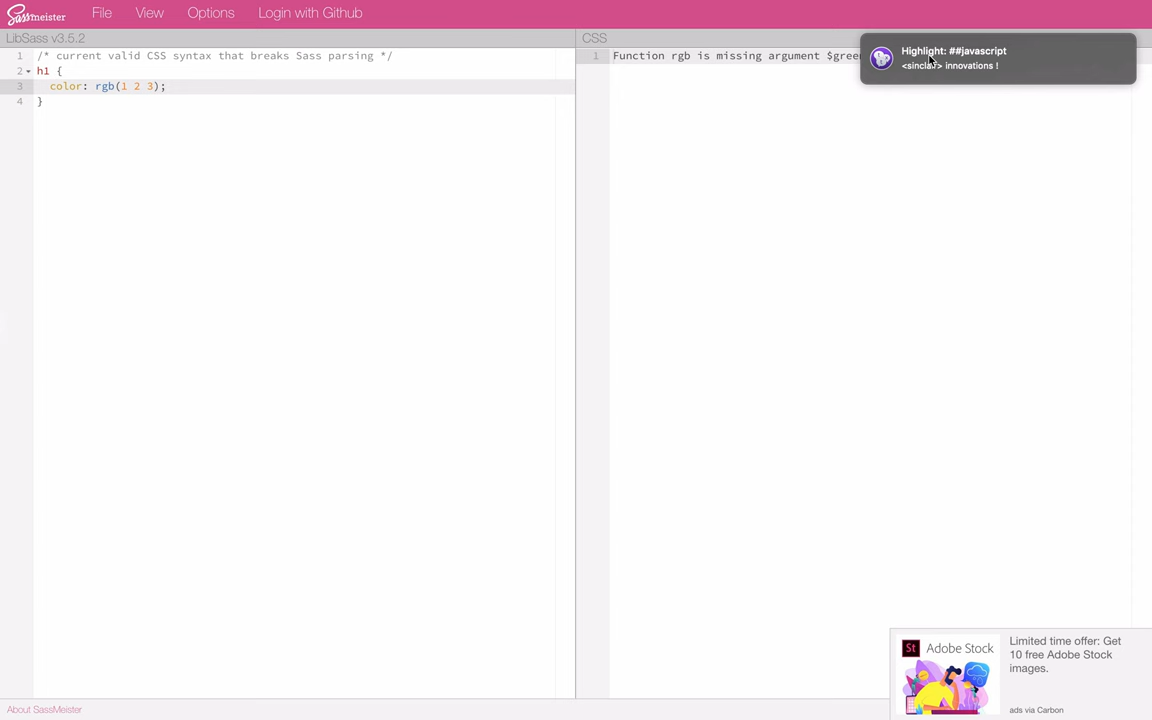 Sassmeister File View Options Login with Github
LibSass v3.5.2
CSS
1 /* current valid CSS syntax that breaks Sass parsing */
2 h1 {
3 color: rgb(1 2 3);
4 }
1 Function rgb is missing argument
Highlight: ##javascript
innovations !
St Adobe Stock
Limited time offer: Get
10 free Adobe Stock
images.
ads via Carbon
About SassMeister